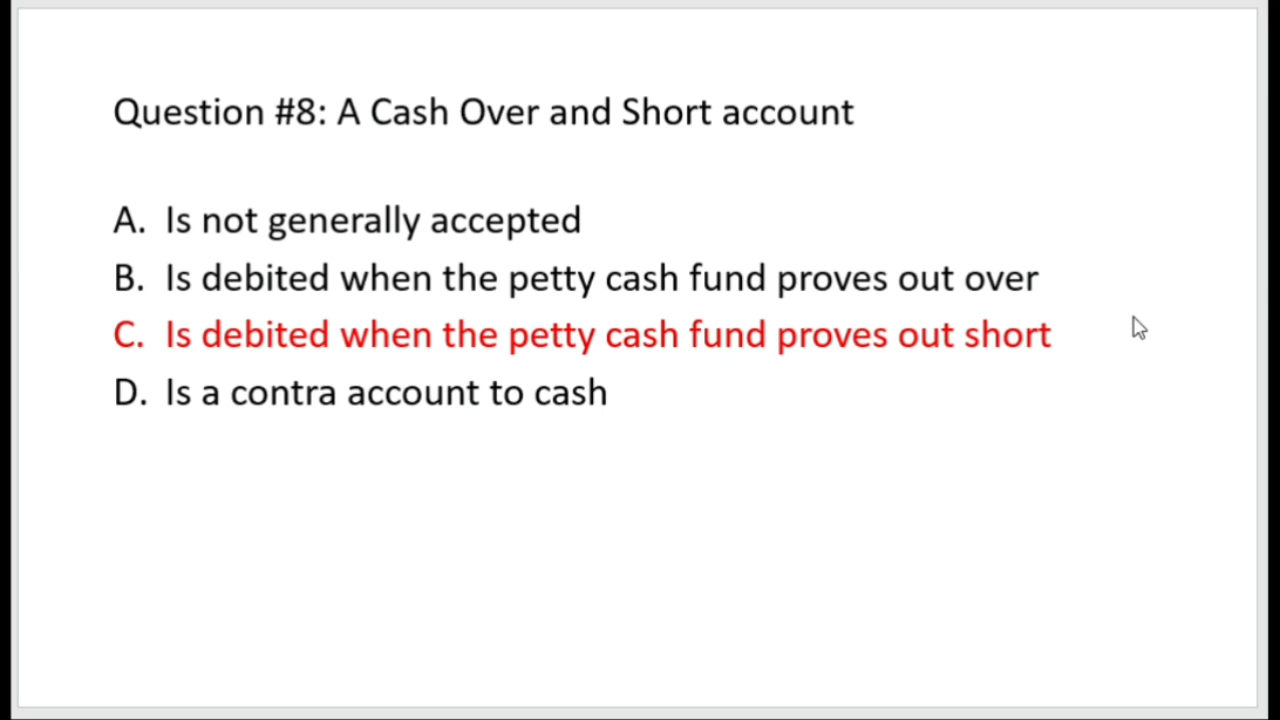 Question #8: A Cash Over and Short account
A. Is not generally accepted
B. Is debited when the petty cash fund proves out over
C. Is debited when the petty cash fund proves out short
D. Is a contra account to cash